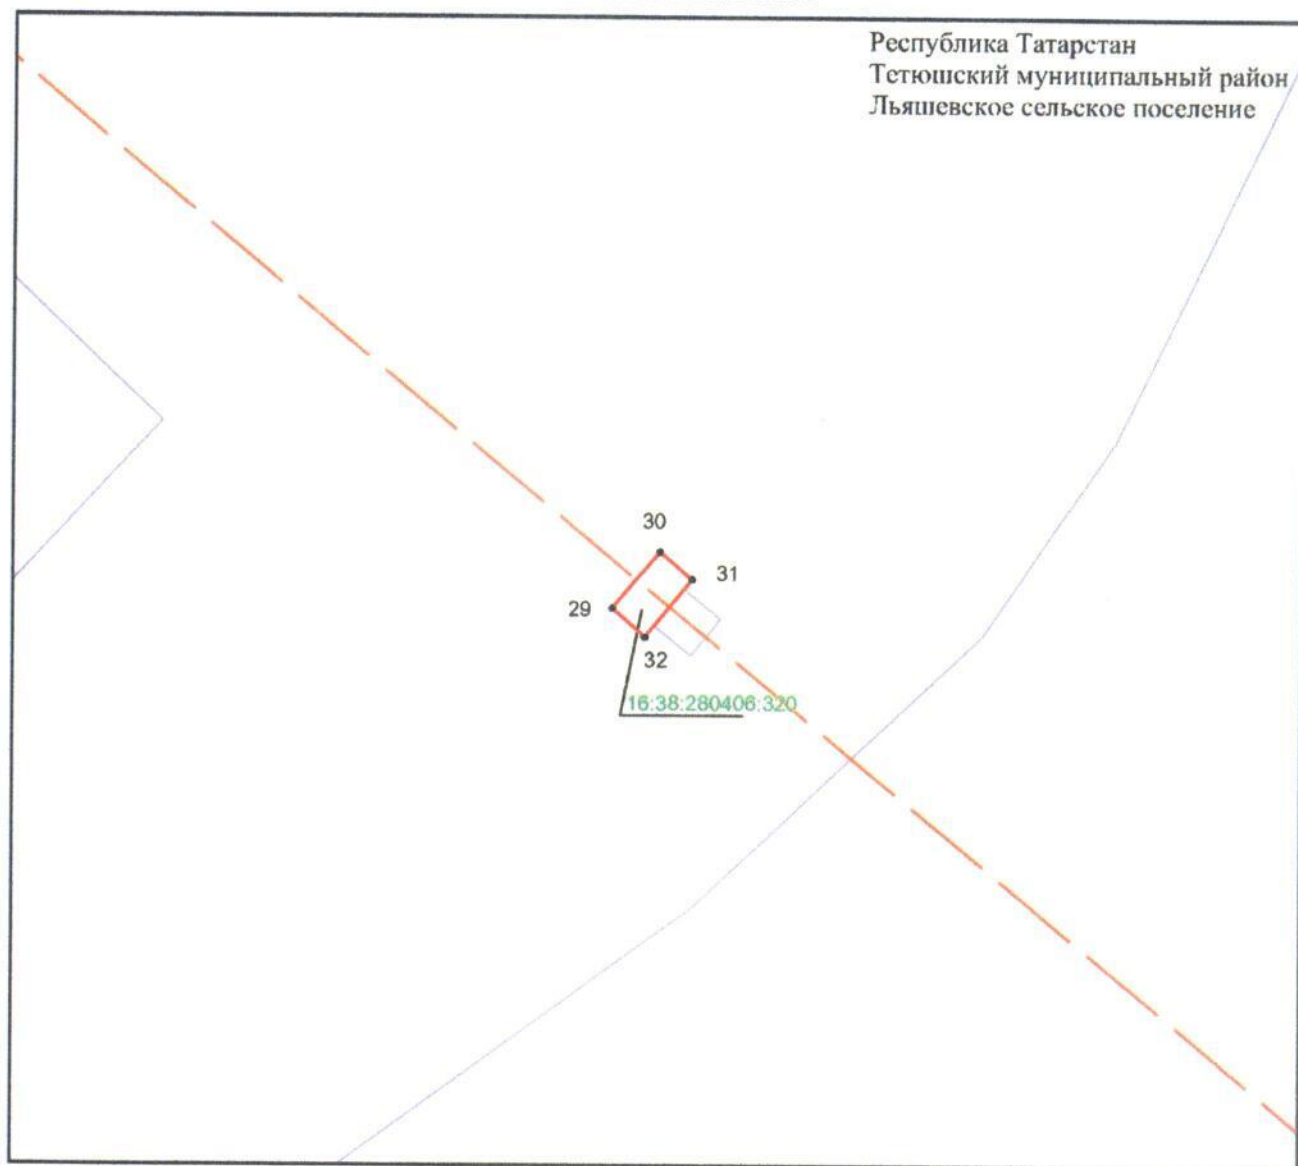 Республика Татарстан
Тетюшский муниципальный район
Льяшевское сельское поселение
30
31
29
32
16:38:280406:320